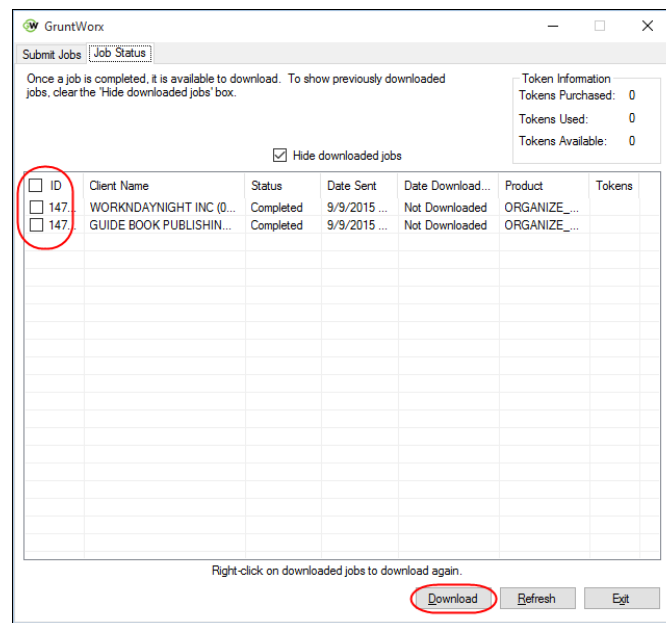 GruntWorx
Submit Jobs Job Status
Once a job is completed, it is available to download. To show previously downloaded
jobs, clear the 'Hide downloaded jobs' box.
Token Information
Tokens Purchased: 0
Tokens Used: 0
Tokens Available: 0
Hide downloaded jobs
ID Client Name Status Date Sent Date Download... Product Tokens
147... WORKNDAYNIGHT INC (0... Completed 9/9/2015 ... Not Downloaded ORGANIZE_...
147... GUIDE BOOK PUBLISHIN... Completed 9/9/2015 ... Not Downloaded ORGANIZE_...
Right-click on downloaded jobs to download again.
Download Refresh Exit